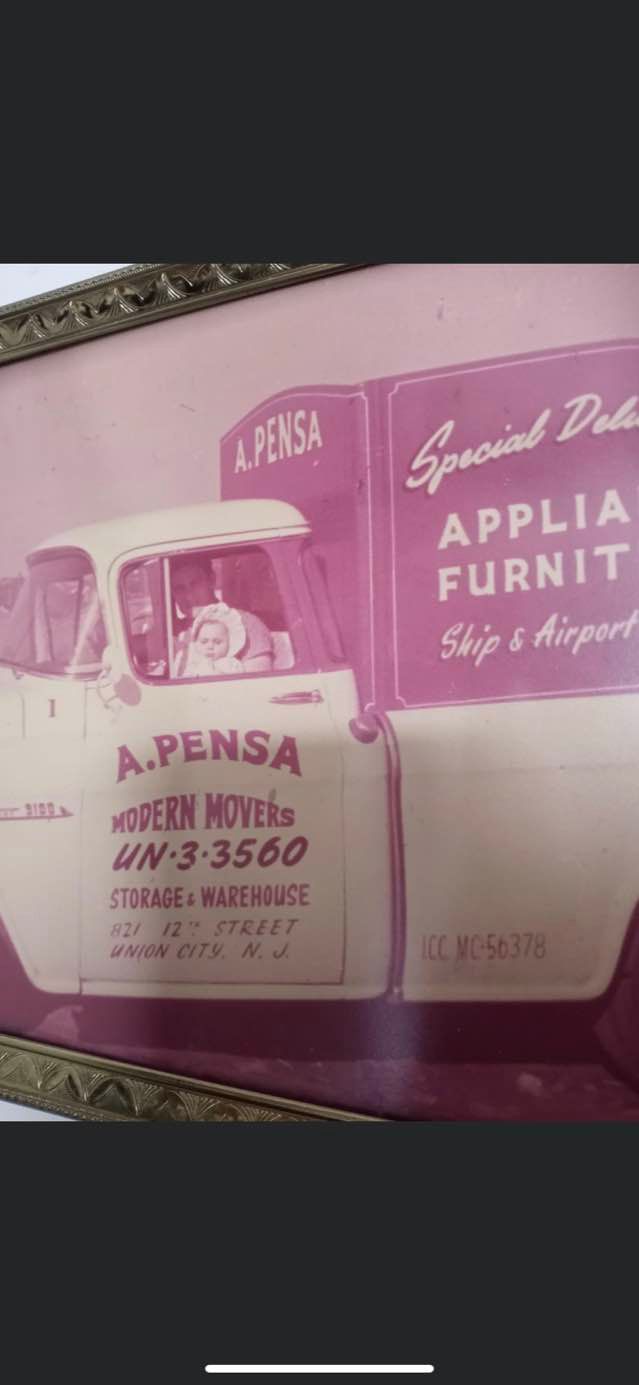 A. PENSA
Special Deli
APPLIA
FURNIT
Ship & Airport
1
A. PENSA
MODERN MOVERS
UN·3·3560
STORAGE & WAREHOUSE
821 12TH STREET
UNION CITY, N. J.
ICC MC·56378